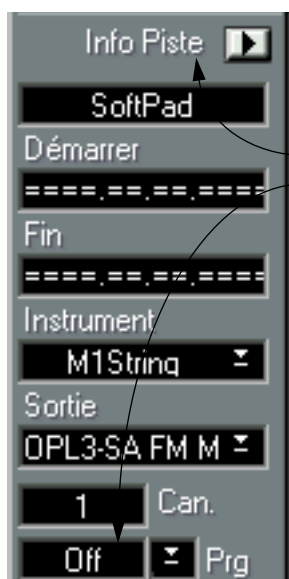 Info Piste
SoftPad
Démarrer
====.==.==.====
Fin
====.==.==.====
Instrument
M1String
Sortie
OPL3-SA FM M
1 Can.
Off Prg